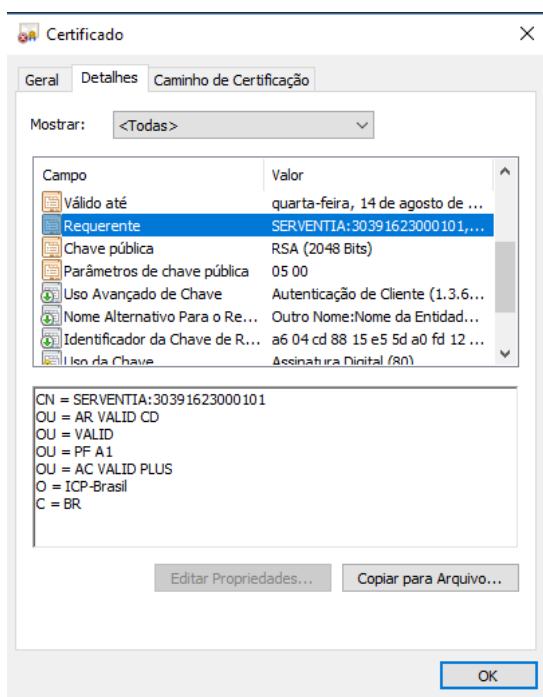 Certificado
Geral Detalhes Caminho de Certificação
Mostrar: <Todas>
Campo Valor
Válido até quarta-feira, 14 de agosto de ...
Requerente SERVENTIA:30391623000101,...
Chave pública RSA (2048 Bits)
Parâmetros de chave pública 05 00
Uso Avançado de Chave Autenticação de Cliente (1.3.6...
Nome Alternativo Para o Re... Outro Nome:Nome da Entidad...
Identificador da Chave de R... a6 04 cd 88 15 e5 5d a0 fd 12 ...
Uso da Chave Assinatura Digital (80)
CN = SERVENTIA:30391623000101
OU = AR VALID CD
OU = VALID
OU = PF A1
OU = AC VALID PLUS
O = ICP-Brasil
C = BR
Editar Propriedades... Copiar para Arquivo...
OK